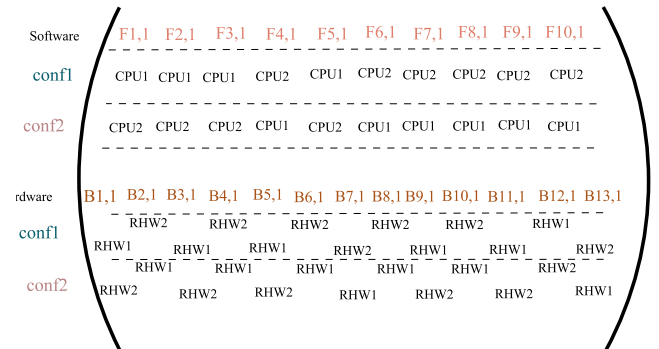 Software F1,1 F2,1 F3,1 F4,1 F5,1 F6,1 F7,1 F8,1 F9,1 F10,1
conf1 CPU1 CPU1 CPU1 CPU2 CPU1 CPU2 CPU2 CPU2 CPU2 CPU2
conf2 CPU2 CPU2 CPU2 CPU1 CPU2 CPU1 CPU1 CPU1 CPU1 CPU1
rdware B1,1 B2,1 B3,1 B4,1 B5,1 B6,1 B7,1 B8,1 B9,1 B10,1 B11,1 B12,1 B13,1
RHW2 RHW2 RHW2 RHW2 RHW2 RHW1
conf1 RHW1 RHW1 RHW1 RHW2 RHW1 RHW1 RHW2
RHW1 RHW1 RHW1 RHW1 RHW1 RHW2
conf2 RHW2 RHW2 RHW2 RHW1 RHW2 RHW2 RHW1